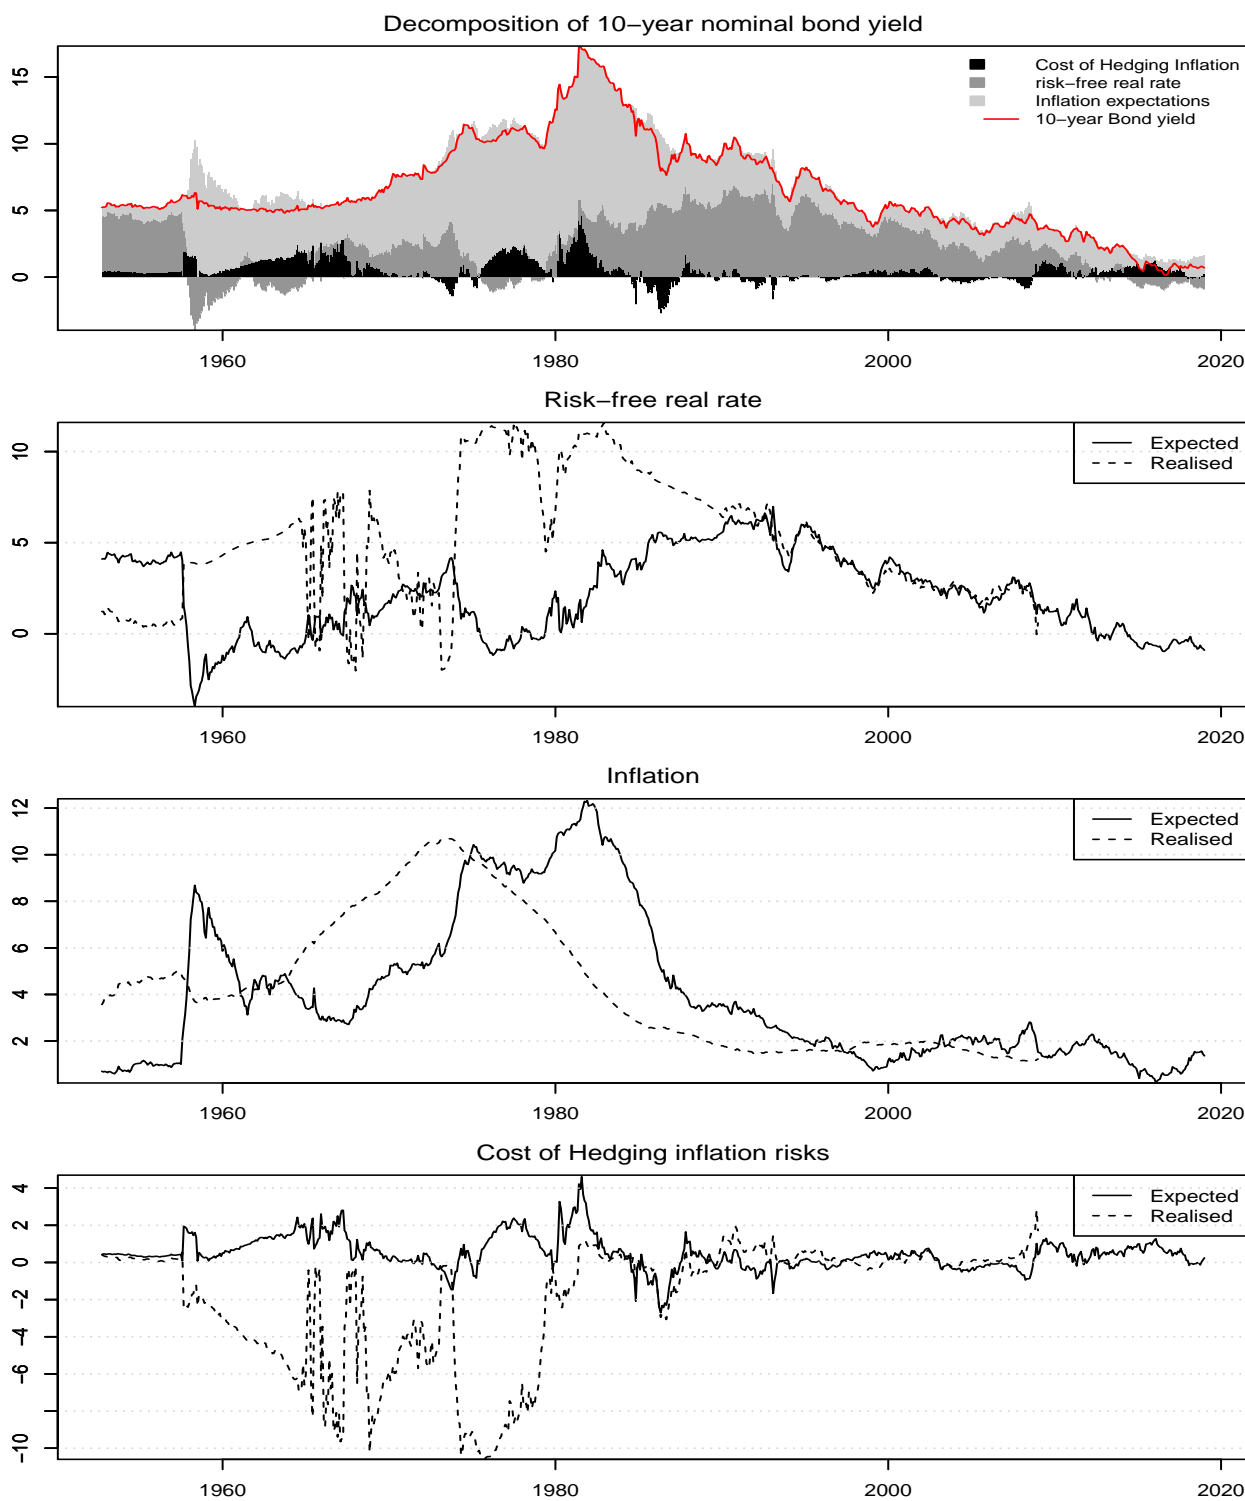 Decomposition of 10−year nominal bond yield
Cost of Hedging Inflation
risk−free real rate
Inflation expectations
10−year Bond yield
15
10
5
0
1960 1980 2000 2020
Risk−free real rate
Expected
Realised
10
5
0
1960 1980 2000 2020
Inflation
Expected
Realised
12
10
8
6
4
2
1960 1980 2000 2020
Cost of Hedging inflation risks
Expected
Realised
4
2
0
−2
−6
−10
1960 1980 2000 2020